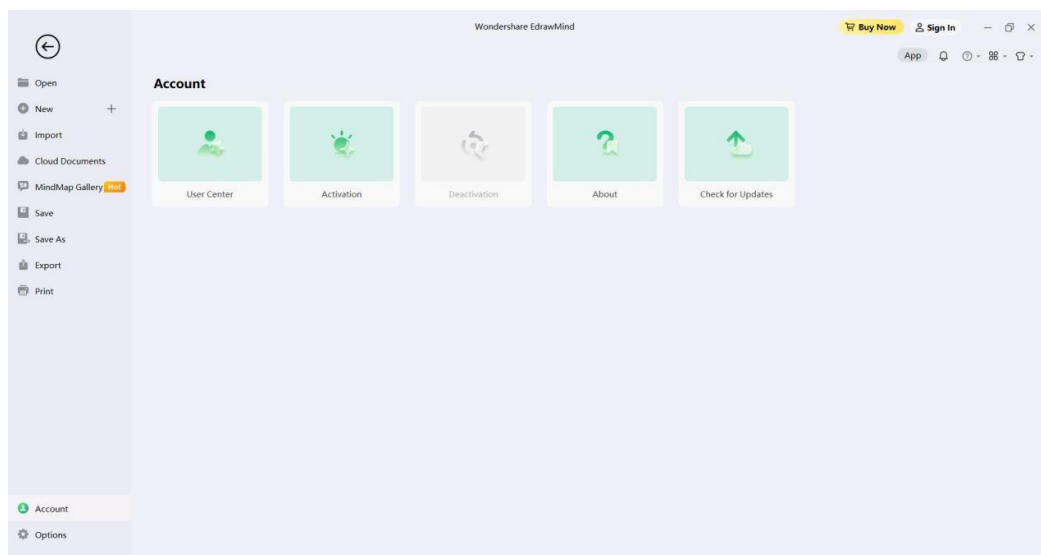 Wondershare EdrawMind
Buy Now
Sign In
App
Open
New
Import
Cloud Documents
MindMap Gallery Hot
Save
Save As
Export
Print
Account
Options
Account
User Center
Activation
Deactivation
About
Check for Updates